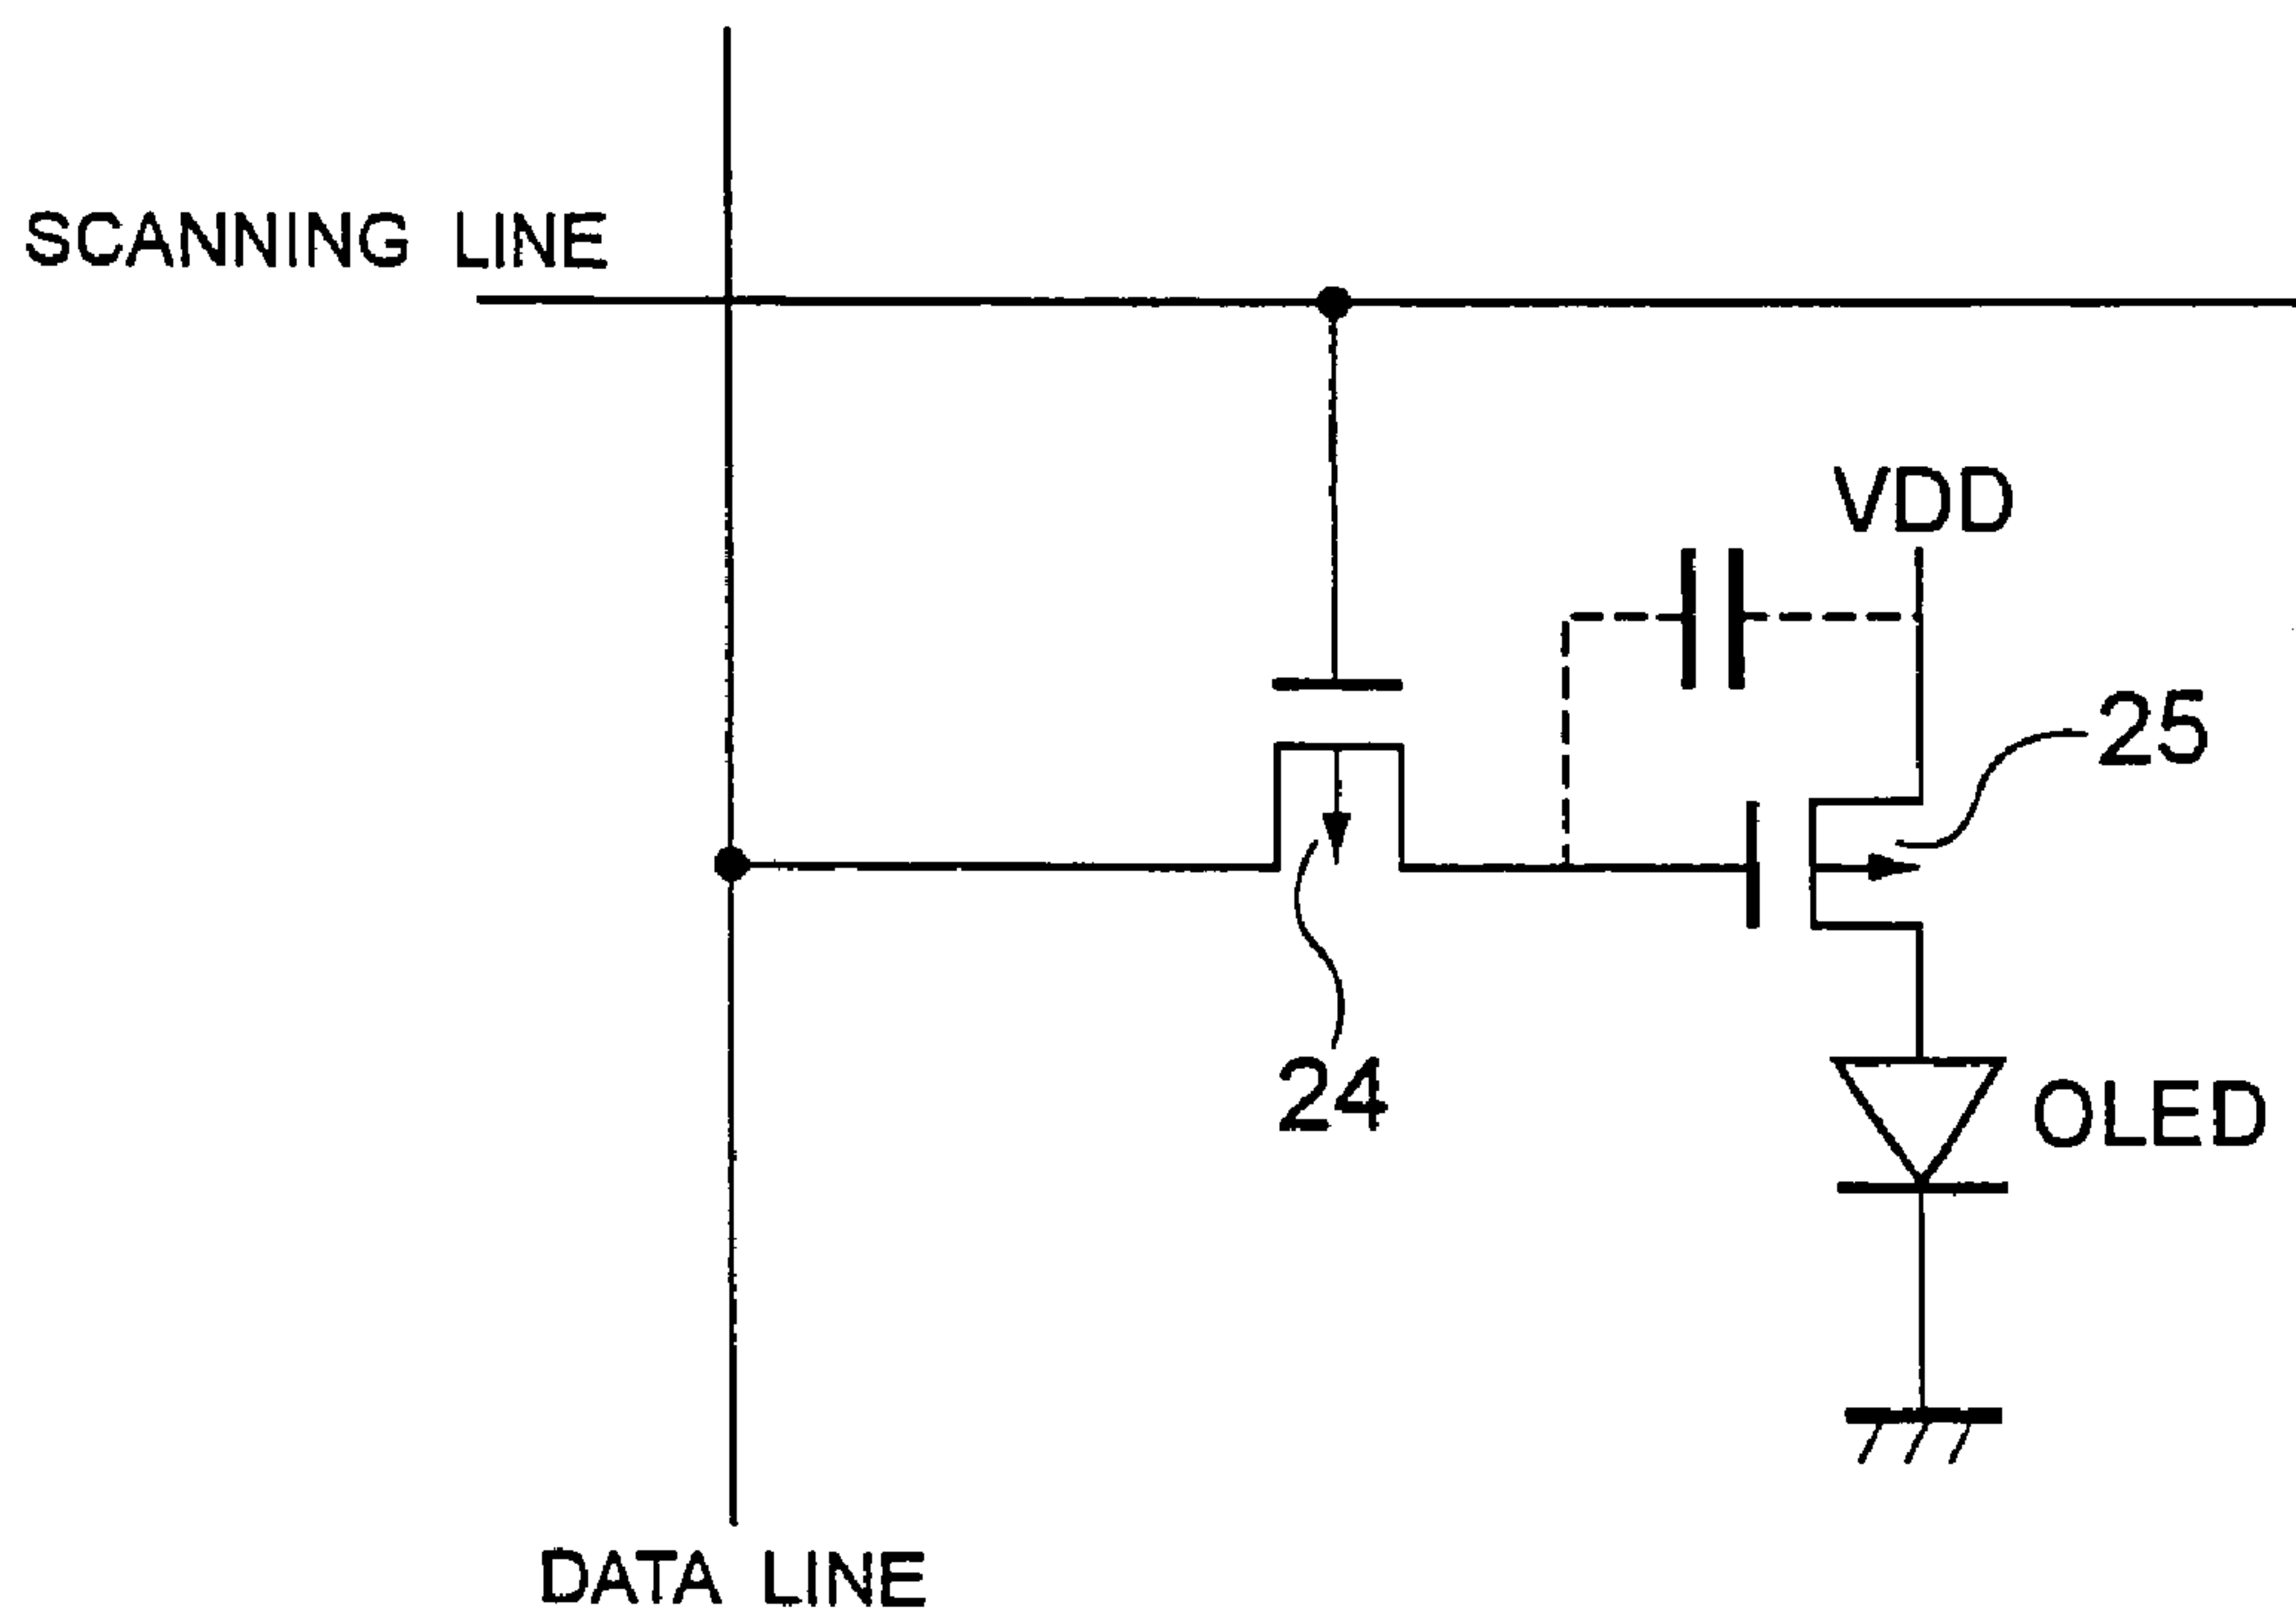 SCANNING LINE
VDD
25
24
OLED
DATA LINE